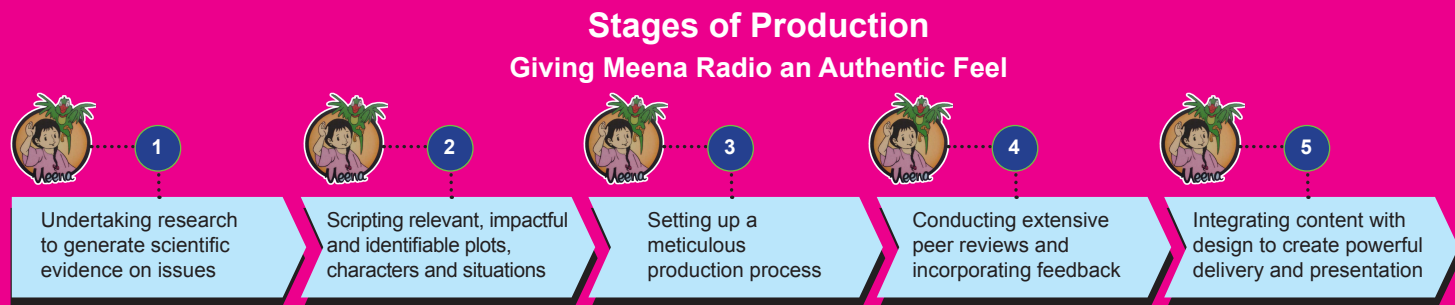 Stages of Production
Giving Meena Radio an Authentic Feel
Meena
1
Undertaking research
to generate scientific
evidence on issues
Meena
2
Scripting relevant, impactful
and identifiable plots,
characters and situations
Meena
3
Setting up a
meticulous
production process
Meena
4
Conducting extensive
peer reviews and
incorporating feedback
Meena
5
Integrating content with
design to create powerful
delivery and presentation